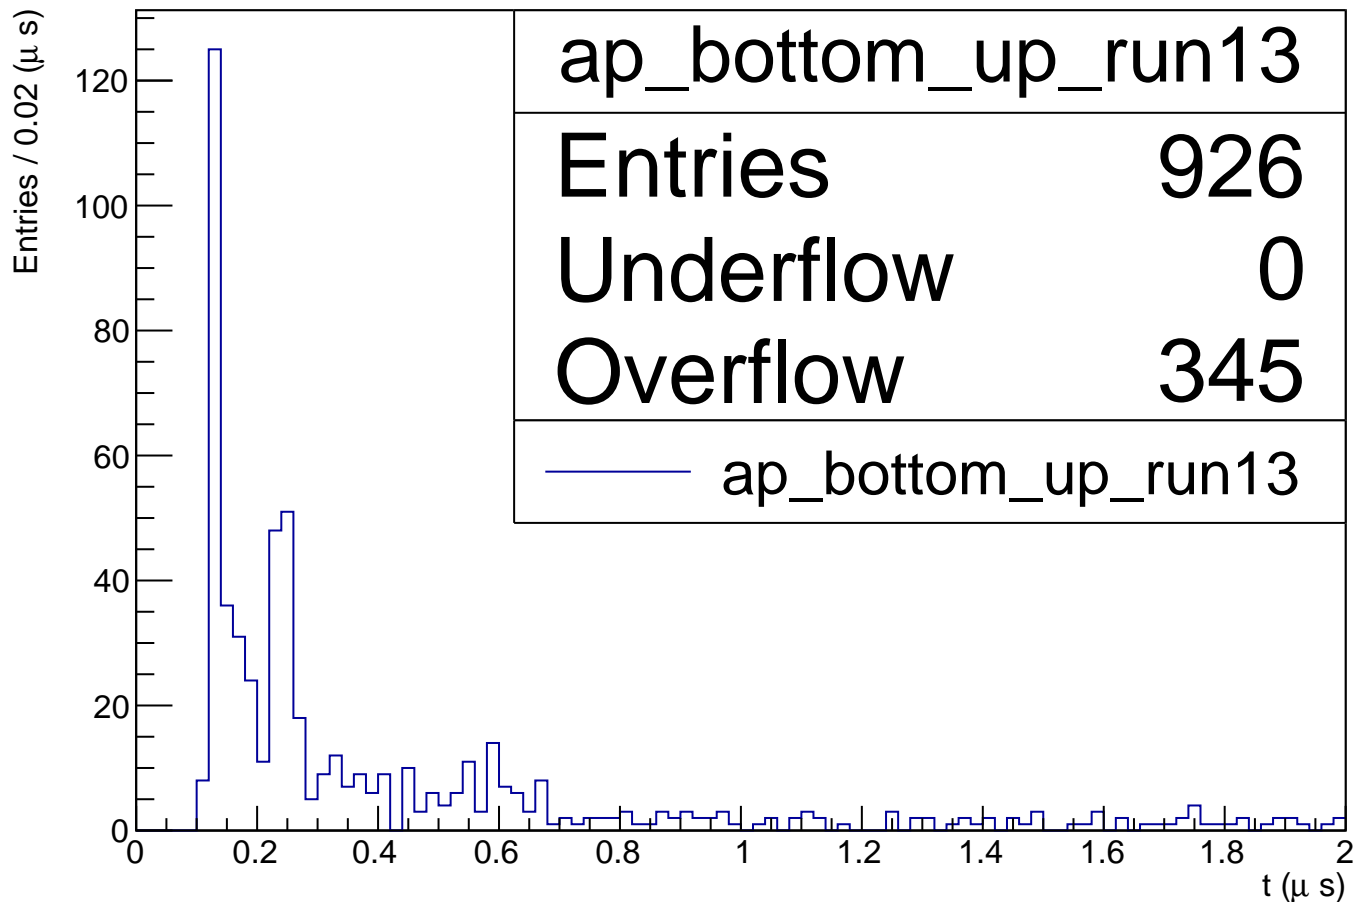 Entries / 0.02 (μ s)
ap_bottom_up_run13
Entries 926
Underflow 0
Overflow 345
ap_bottom_up_run13
120
100
80
60
40
20
0
0 0.2 0.4 0.6 0.8 1 1.2 1.4 1.6 1.8 2
t (μ s)